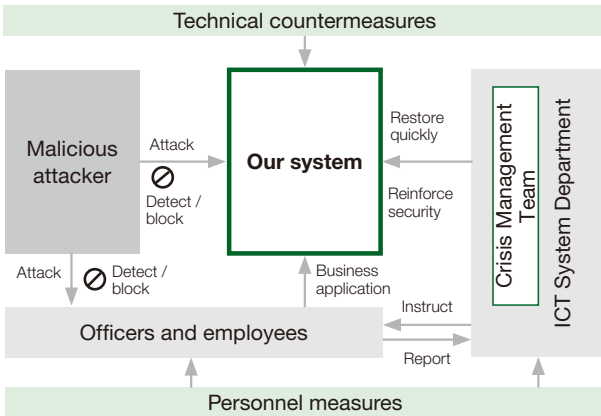 Technical countermeasures
Malicious
attacker
Attack
Detect /
block
Our system
Restore
quickly
Reinforce
security
Crisis Management
Team
ICT System Department
Attack
Detect /
block
Business
application
Officers and employees
Instruct
Report
Personnel measures